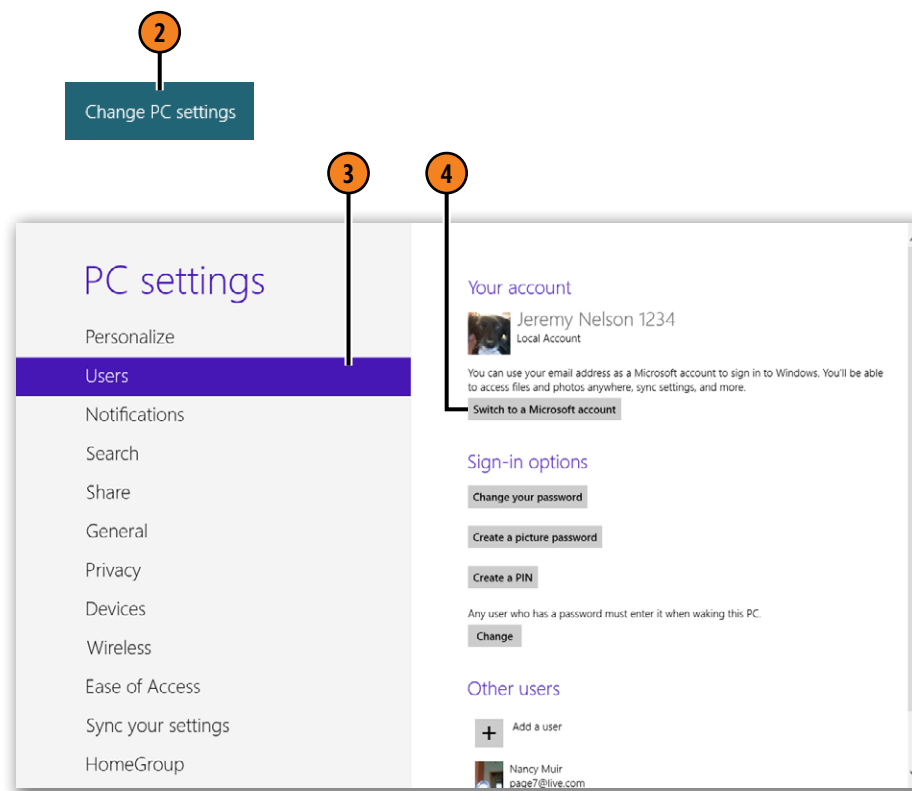 2
Change PC settings
3
4
PC settings
Personalize
Users
Notifications
Search
Share
General
Privacy
Devices
Wireless
Ease of Access
Sync your settings
HomeGroup
Your account
Jeremy Nelson 1234
Local Account
You can use your email address as a Microsoft account to sign in to Windows. You'll be able
to access files and photos anywhere, sync settings, and more.
Switch to a Microsoft account
Sign-in options
Change your password
Create a picture password
Create a PIN
Any user who has a password must enter it when waking this PC.
Change
Other users
+
Add a user
Nancy Muir
page7@live.com